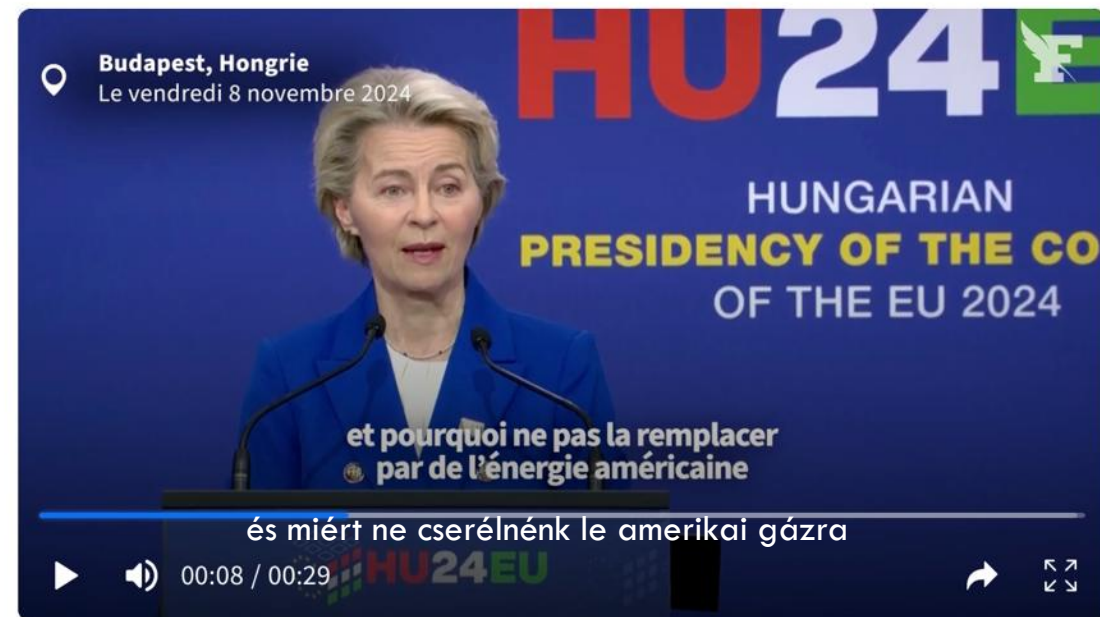 Budapest, Hongrie
Le vendredi 8 novembre 2024
HU24E
F
HUNGARIAN
PRESIDENCY OF THE CO
OF THE EU 2024
et pourquoi ne pas la remplacer
par de l'énergie américaine
és miért ne cserélnénk le amerikai gázra
00:08 / 00:29
HU24EU